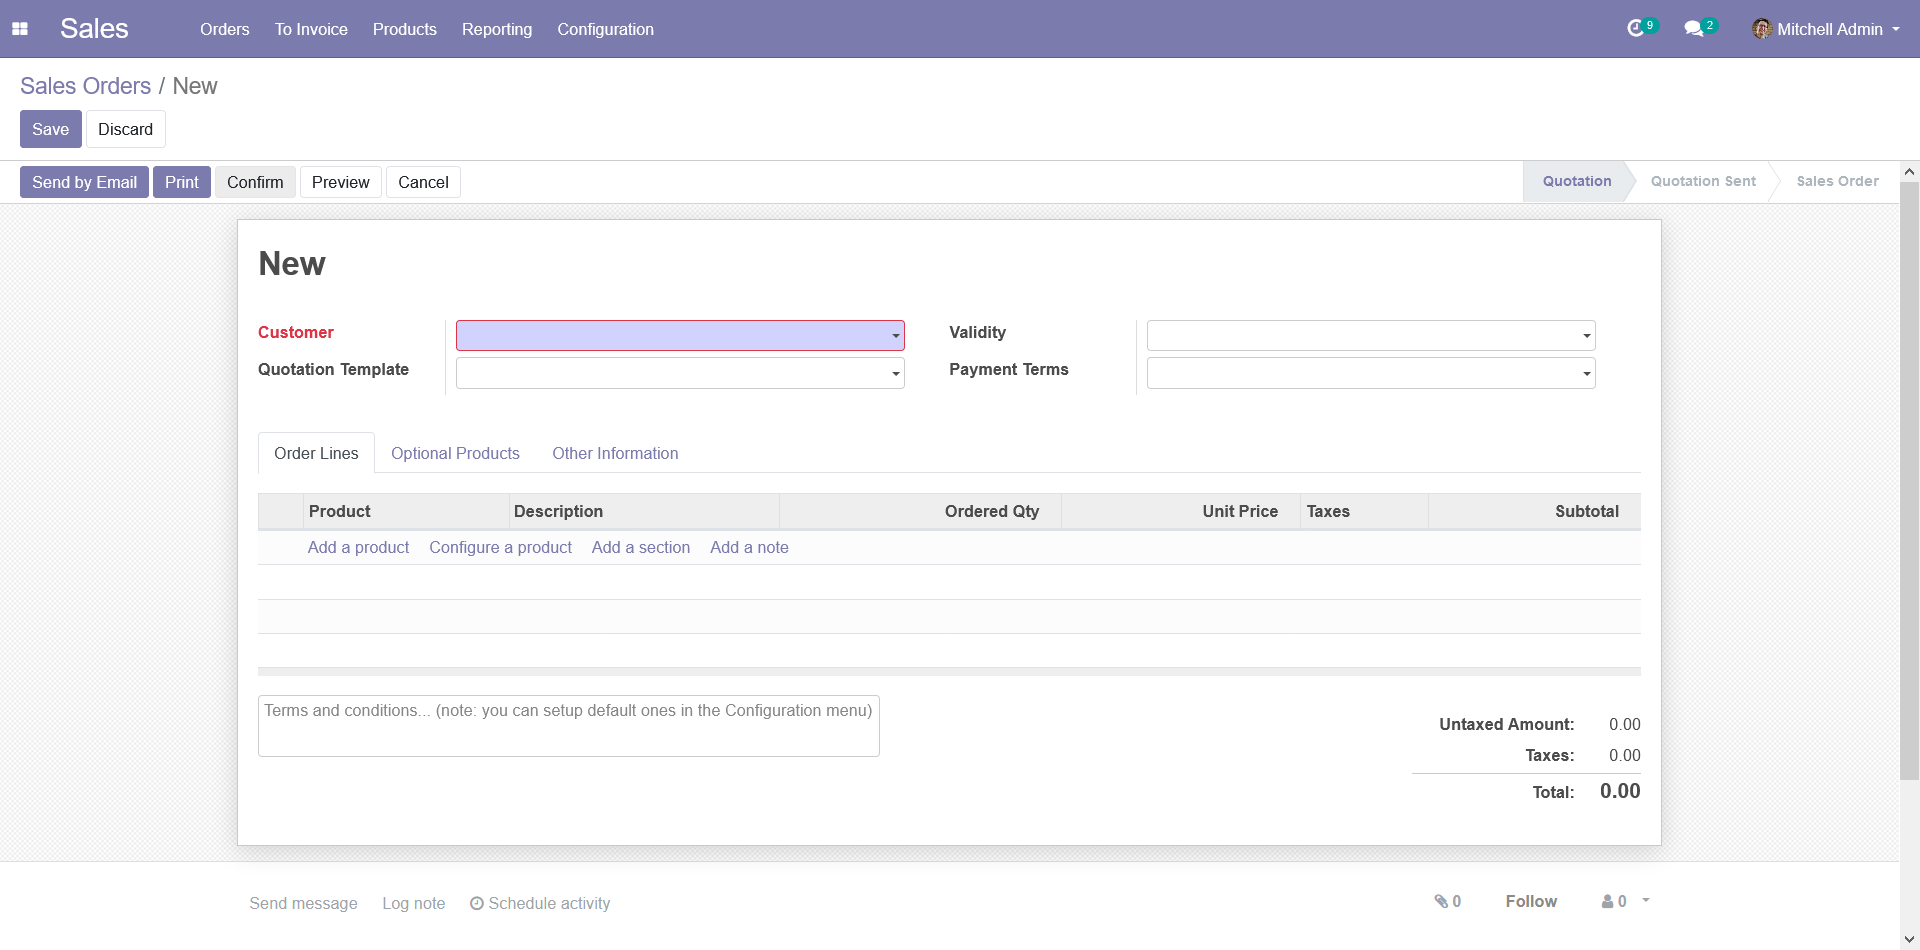 Sales Orders To Invoice Products Reporting Configuration 9 2 Mitchell Admin
Sales Orders / New
Save Discard
Send by Email Print Confirm Preview Cancel Quotation Quotation Sent Sales Order
New
Customer Validity
Quotation Template Payment Terms
Order Lines Optional Products Other Information
Product Description Ordered Qty Unit Price Taxes Subtotal
Add a product Configure a product Add a section Add a note
Terms and conditions... (note: you can setup default ones in the Configuration menu)
Untaxed Amount: 0.00
Taxes: 0.00
Total: 0.00
Send message Log note Schedule activity 0 Follow 0